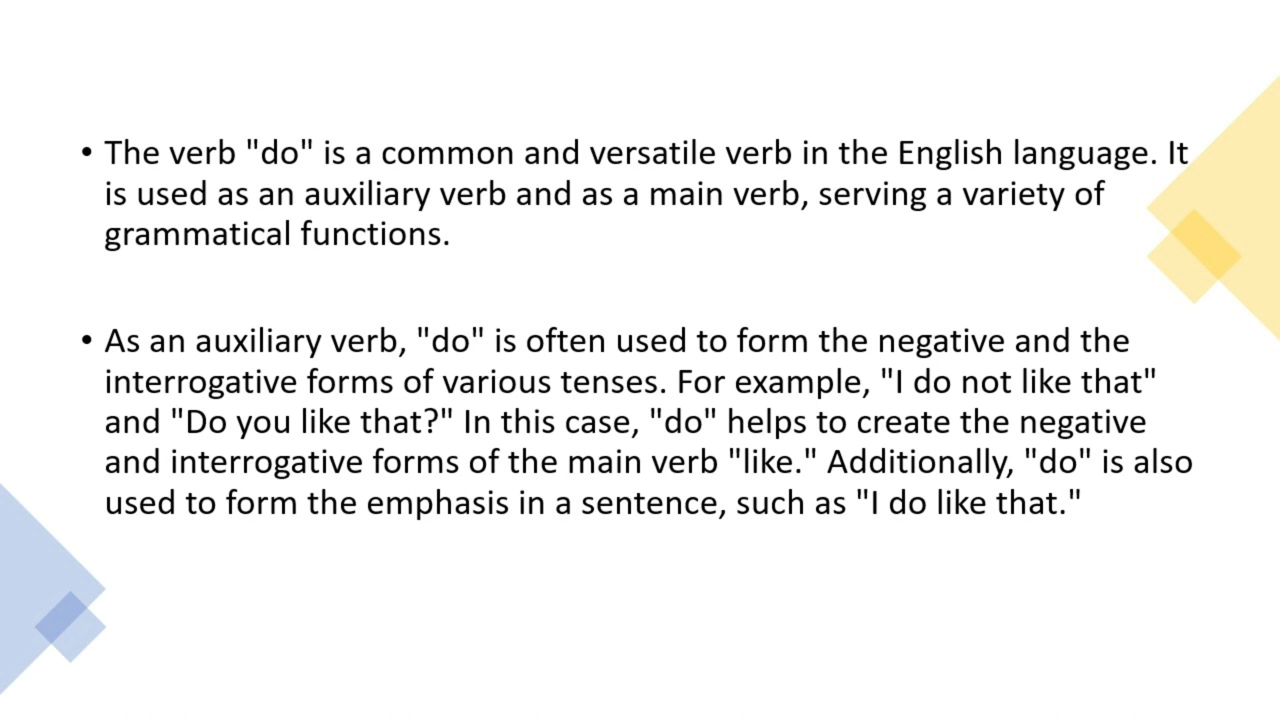 • The verb "do" is a common and versatile verb in the English language. It
is used as an auxiliary verb and as a main verb, serving a variety of
grammatical functions.
• As an auxiliary verb, "do" is often used to form the negative and the
interrogative forms of various tenses. For example, "I do not like that"
and "Do you like that?" In this case, "do" helps to create the negative
and interrogative forms of the main verb "like." Additionally, "do" is also
used to form the emphasis in a sentence, such as "I do like that."